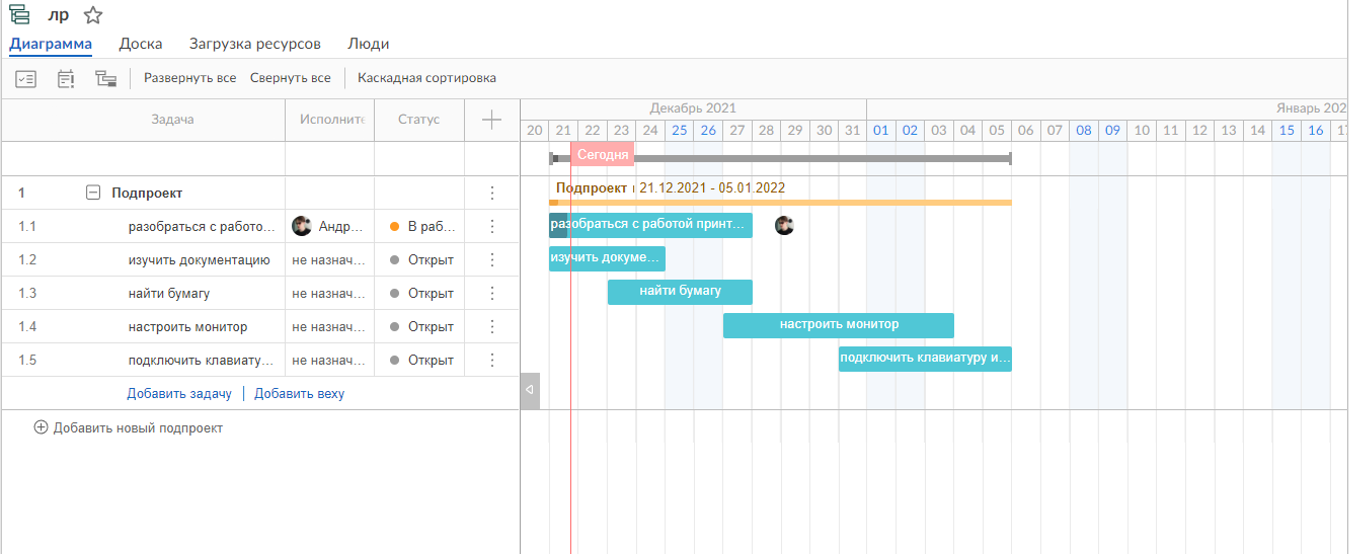 лр
Диаграмма Доска Загрузка ресурсов Люди
Развернуть все Свернуть все Каскадная сортировка
Задача Исполните Статус
Декабрь 2021 Январь 202
20 21 22 23 24 25 26 27 28 29 30 31 01 02 03 04 05 06 07 08 09 10 11 12 13 14 15 16 17
Сегодня
1 Подпроект
Подпроект 21.12.2021 - 05.01.2022
1.1 разобраться с работо... Андр... В раб...
разобраться с работой принт...
1.2 изучить документацию не назнач... Открыт
изучить докуме...
1.3 найти бумагу не назнач... Открыт
найти бумагу
1.4 настроить монитор не назнач... Открыт
настроить монитор
1.5 подключить клавиату... не назнач... Открыт
подключить клавиатуру и...
Добавить задачу | Добавить веху
Добавить новый подпроект